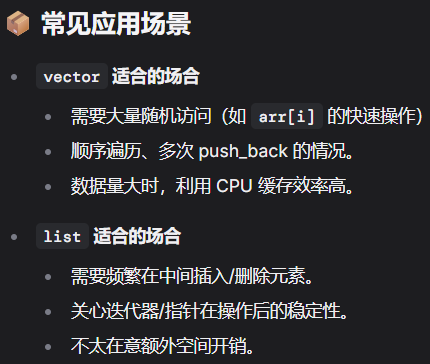 📦 常见应用场景
• vector 适合的场合
• 需要大量随机访问（如 arr[i] 的快速操作）
• 顺序遍历、多次 push_back 的情况。
• 数据量大时，利用 CPU 缓存效率高。
• list 适合的场合
• 需要频繁在中间插入/删除元素。
• 关心迭代器/指针在操作后的稳定性。
• 不太在意额外空间开销。